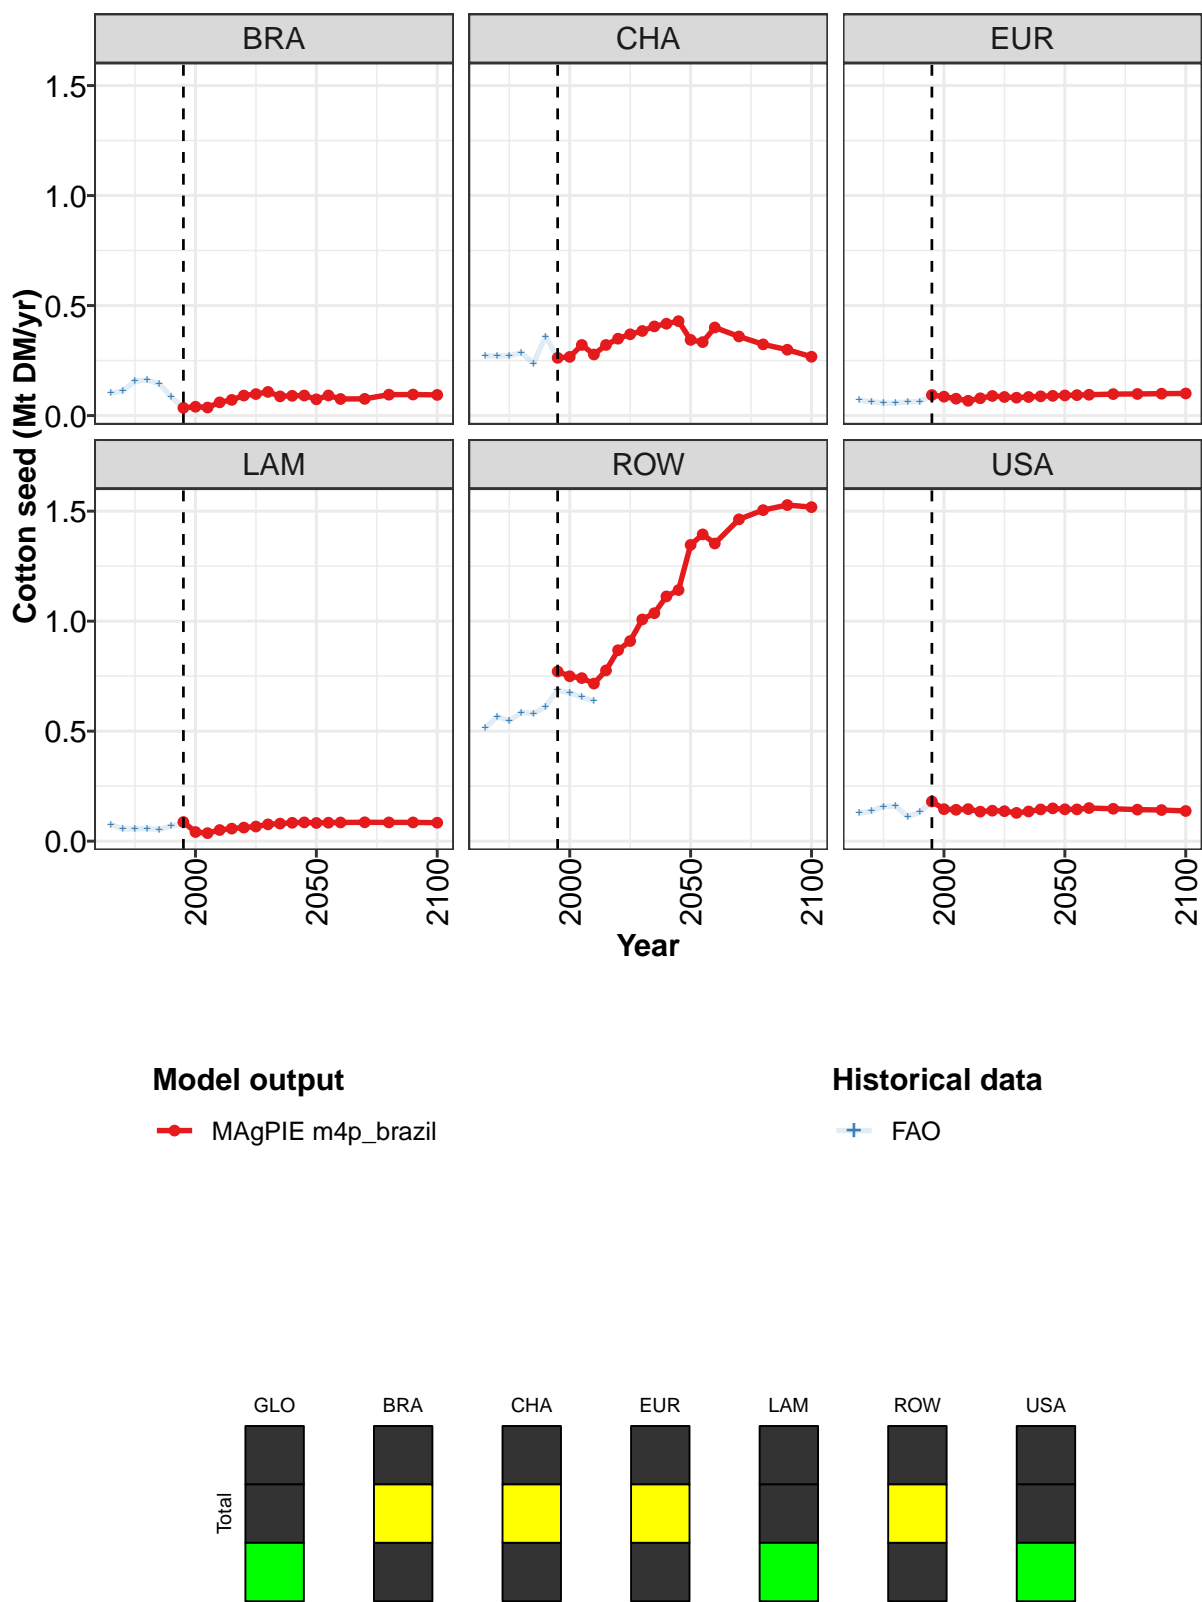 BRA CHA EUR
1.5
1.0
0.5
0.0
LAM ROW USA
1.5
1.0
0.5
0.0
Cotton seed (Mt DM/yr)
2000 2050 2100 2000 2050 2100 2000 2050 2100
Year
Model output Historical data
MAgPIE m4p_brazil FAO
GLO BRA CHA EUR LAM ROW USA
Total